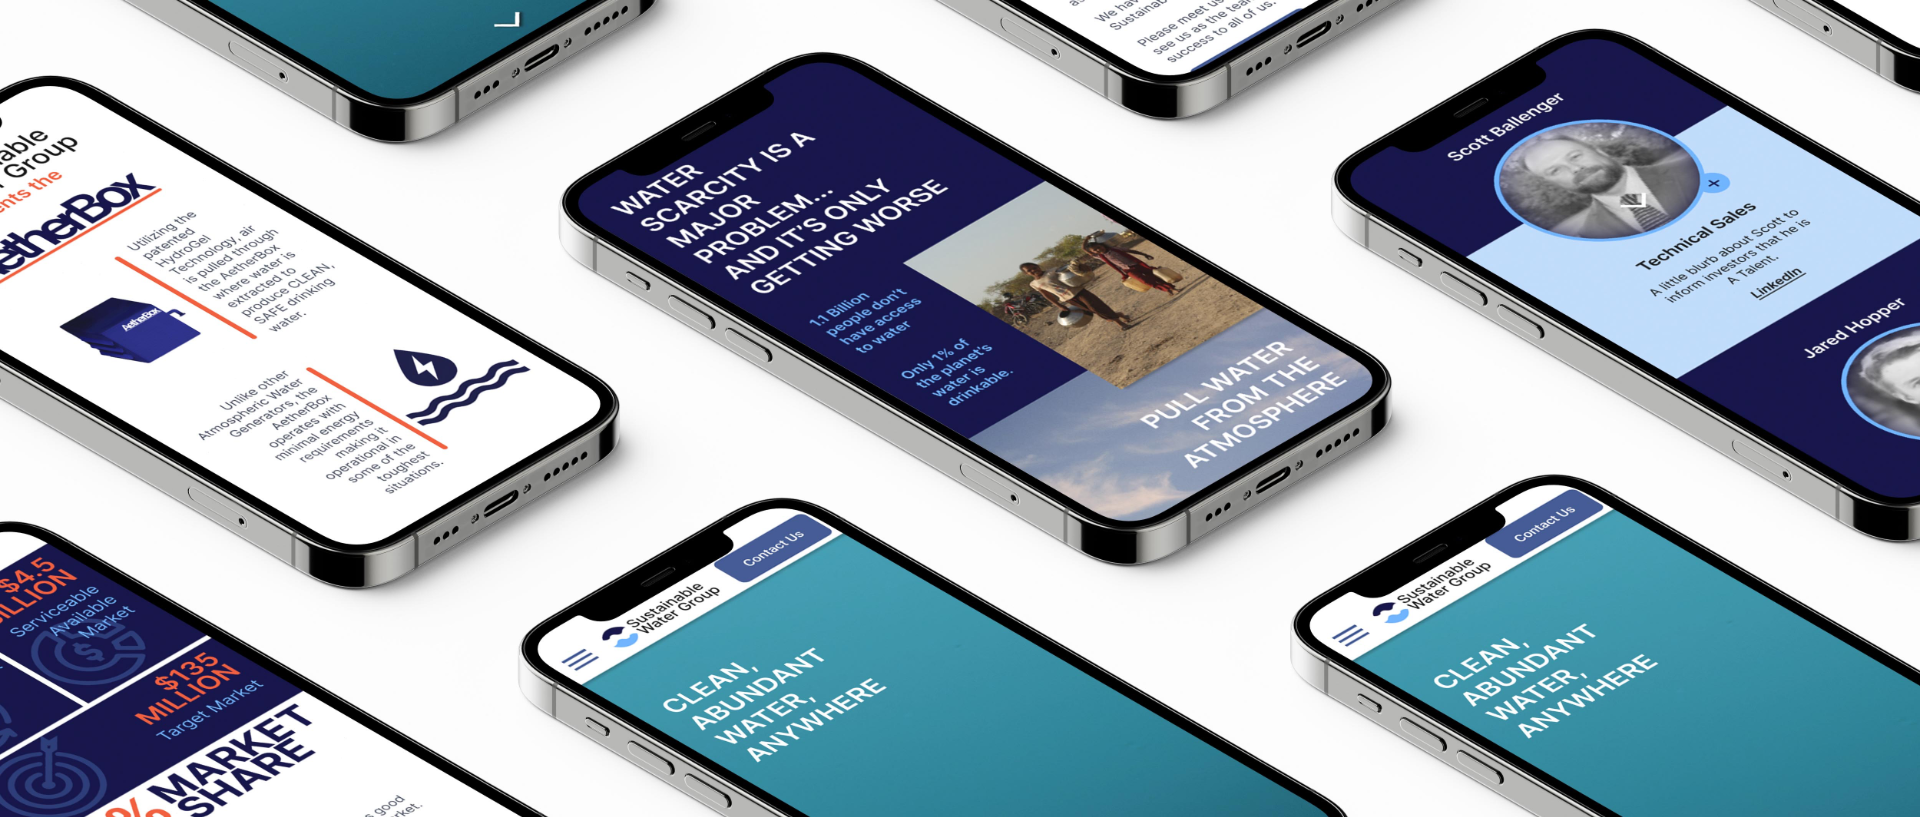 We hav
Sustainab
Please meet us
see us as the team
success to all of us.
able
r Group
ents the
etherBox
Utilizing the
patented
HydroGel
Technology, air
is pulled through
the AetherBox
where water is
extracted to
produce CLEAN,
SAFE drinking
water.
AetherBox
Unlike other
Atmospheric Water
Generators, the
AetherBox
operates with
minimal energy
requirements
making it
operational in
some of the
toughest
situations.
WATER
SCARCITY IS A
MAJOR
PROBLEM...
AND IT'S ONLY
GETTING WORSE
1.1 Billion
people don't
have access
to water
Only 1% of
the planet's
water is
drinkable.
PULL WATER
FROM THE
ATMOSPHERE
Scott Ballenger
+
Technical Sales
A little blurb about Scott to
inform investors that he is
A Talent.
LinkedIn
Jared Hopper
$4.5
ILLION
Serviceable
Available
Market
$
$135
MILLION
Target Market
% MARKET
SHARE
s good
arket.
Sustainable
Water Group
Contact Us
CLEAN,
ABUNDANT
WATER,
ANYWHERE
Sustainable
Water Group
Contact Us
CLEAN,
ABUNDANT
WATER,
ANYWHERE